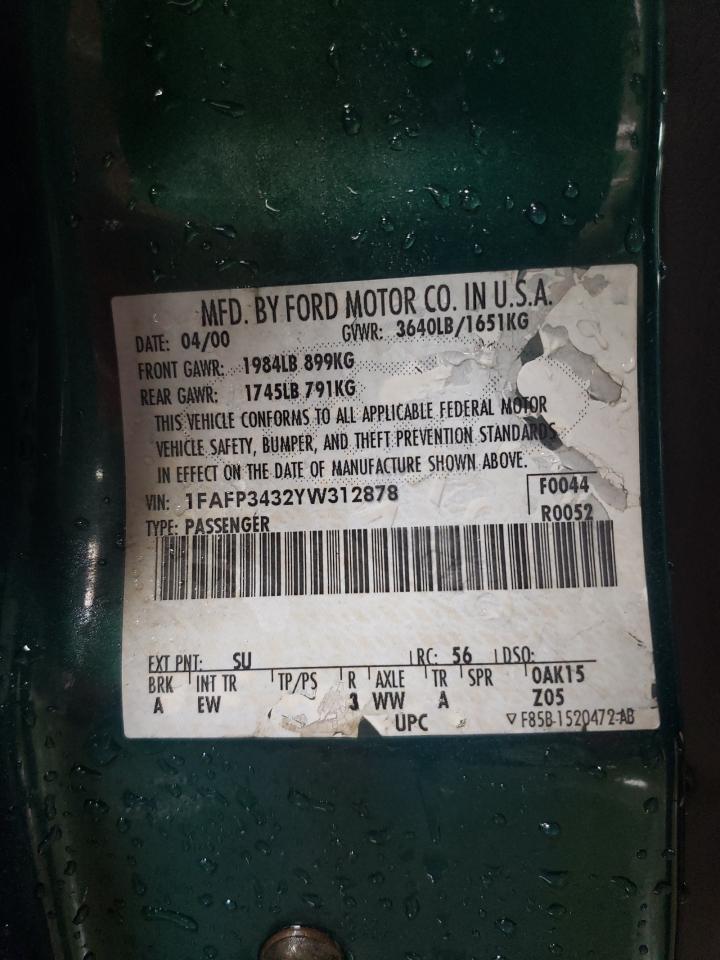 MFD. BY FORD MOTOR CO. IN U.S.A.
DATE: 04/00 GVWR: 3640LB/1651KG
FRONT GAWR: 1984LB 899KG
REAR GAWR: 1745LB 791KG
THIS VEHICLE CONFORMS TO ALL APPLICABLE FEDERAL MOTOR
VEHICLE SAFETY, BUMPER, AND THEFT PREVENTION STANDARDS
IN EFFECT ON THE DATE OF MANUFACTURE SHOWN ABOVE.
VIN: 1FAFP3432YW312878 F0044
TYPE: PASSENGER R0052
EXT PNT: SU RC: 56 DSO:
BRK INT TR TP/PS R AXLE TR SPR 0AK15
A EW 3 WW A Z05
UPC ▽ F85B-1520472-AB